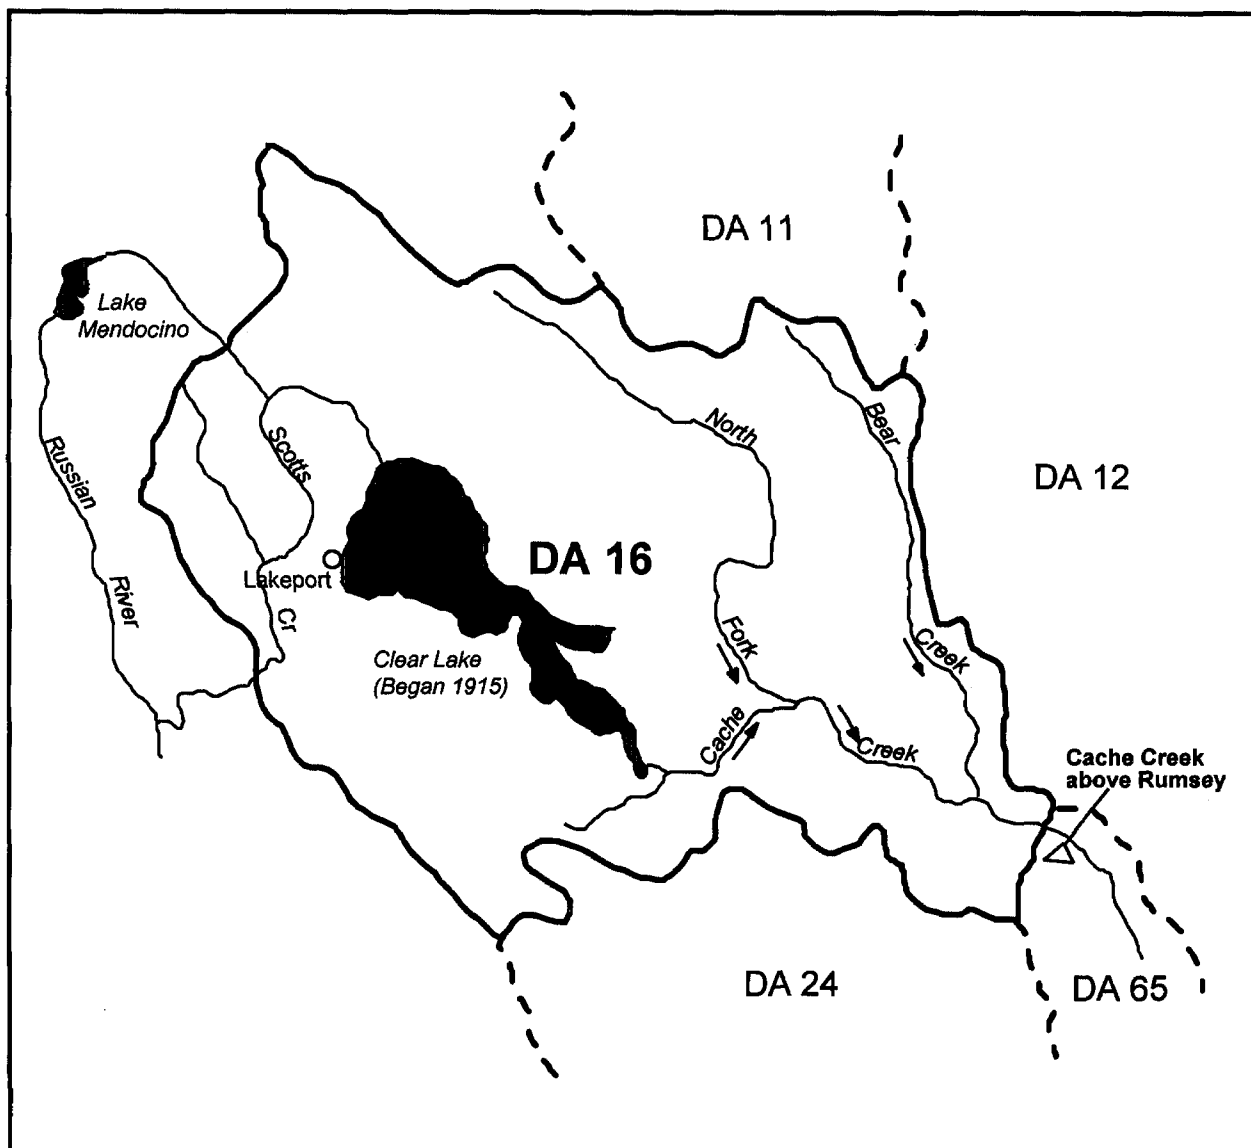 DA 11
Lake
Mendocino
North
Bear
Scotts
Russian
DA 12
DA 16
Lakeport
River
Cr
Fork
Creek
Clear Lake
(Began 1915)
Cache
Creek
Cache Creek
above Rumsey
DA 24
DA 65